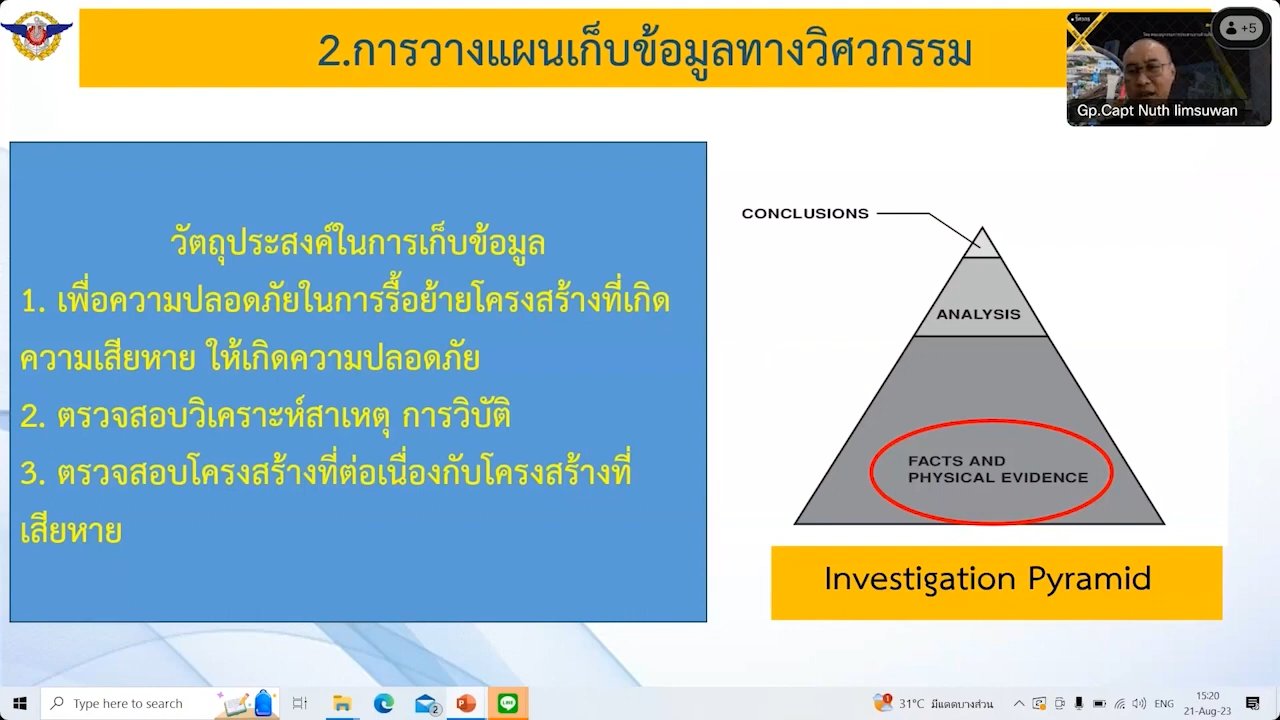 2.การวางแผนเก็บข้อมูลทางวิศวกรรม
+5
Gp.Capt Nuth limsuwan
วัตถุประสงค์ในการเก็บข้อมูล
1. เพื่อความปลอดภัยในการรื้อย้ายโครงสร้างที่เกิด
ความเสียหาย ให้เกิดความปลอดภัย
2. ตรวจสอบวิเคราะห์สาเหตุ การวิบัติ
3. ตรวจสอบโครงสร้างที่ต่อเนื่องกับโครงสร้างที่
เสียหาย
CONCLUSIONS
ANALYSIS
FACTS AND
PHYSICAL EVIDENCE
Investigation Pyramid
Type here to search
2
1
31°C มีแดดบางส่วน
ENG
15:20
21-Aug-23